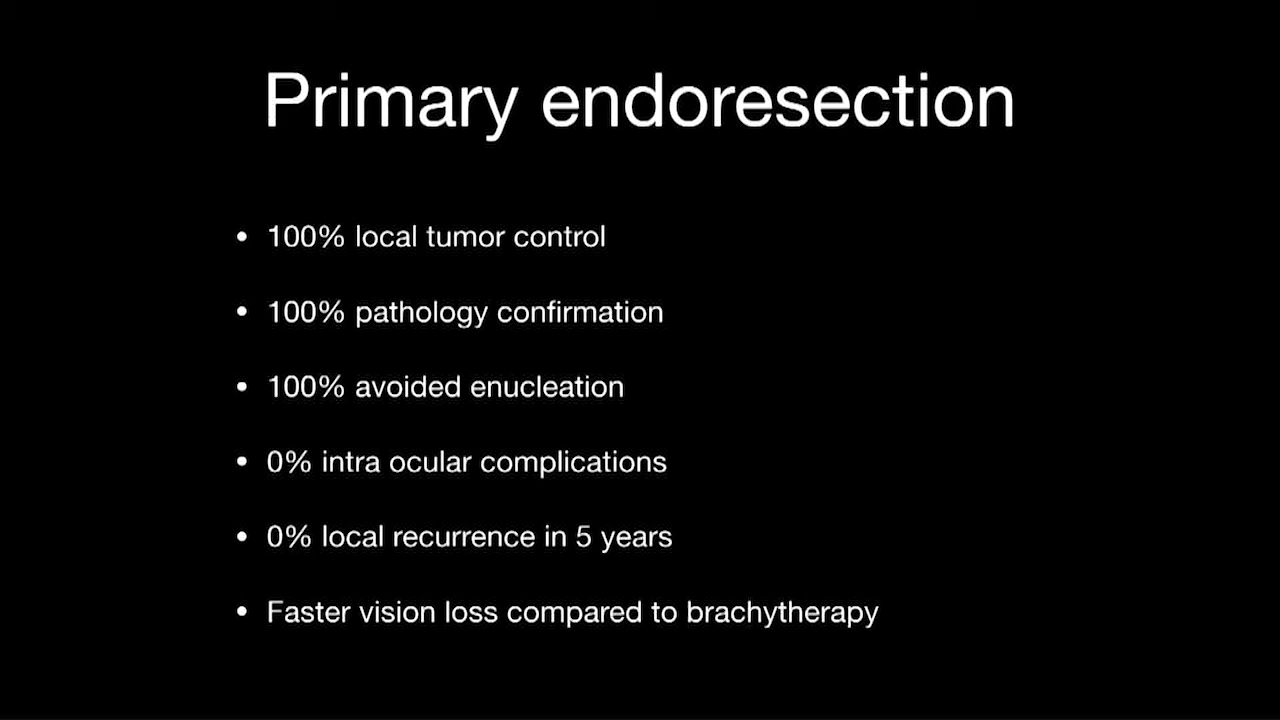 Primary endoresection
• 100% local tumor control
• 100% pathology confirmation
• 100% avoided enucleation
• 0% intra ocular complications
• 0% local recurrence in 5 years
• Faster vision loss compared to brachytherapy